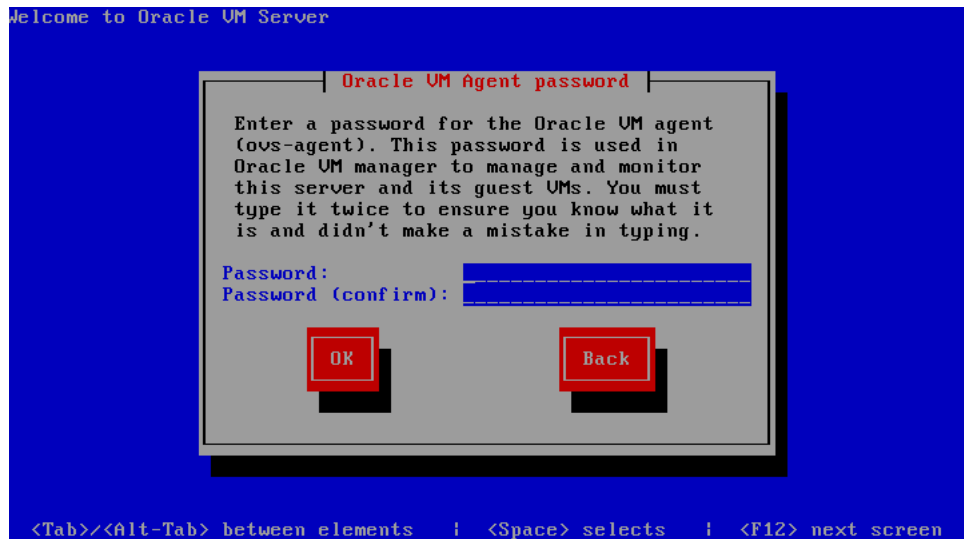 Welcome to Oracle VM Server
Oracle VM Agent password
Enter a password for the Oracle VM agent
(ovs-agent). This password is used in
Oracle VM manager to manage and monitor
this server and its guest VMs. You must
type it twice to ensure you know what it
is and didn't make a mistake in typing.
Password:
Password (confirm):
OK Back
<Tab>/<Alt-Tab> between elements | <Space> selects | <F12> next screen